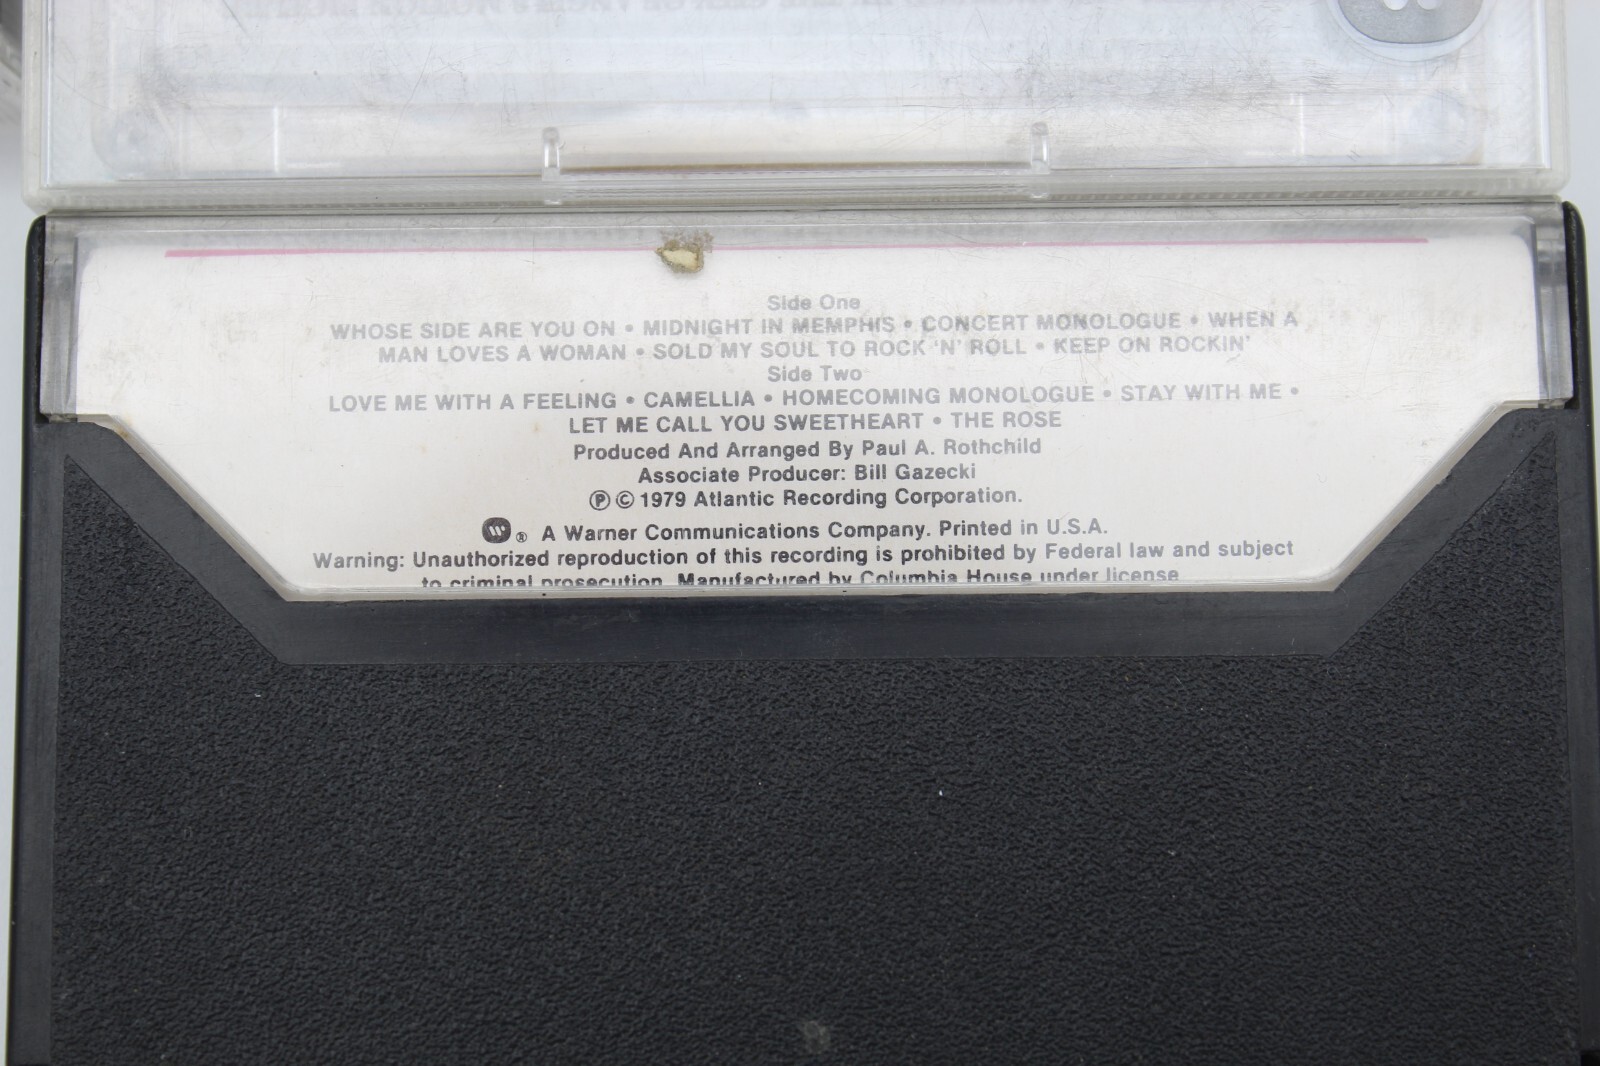 Side One
WHOSE SIDE ARE YOU ON • MIDNIGHT IN MEMPHIS • CONCERT MONOLOGUE • WHEN A
MAN LOVES A WOMAN • SOLD MY SOUL TO ROCK 'N' ROLL • KEEP ON ROCKIN'
Side Two
LOVE ME WITH A FEELING • CAMELLIA • HOMECOMING MONOLOGUE • STAY WITH ME •
LET ME CALL YOU SWEETHEART • THE ROSE
Produced And Arranged By Paul A. Rothchild
Associate Producer: Bill Gazecki
℗ © 1979 Atlantic Recording Corporation.
® A Warner Communications Company. Printed in U.S.A.
Warning: Unauthorized reproduction of this recording is prohibited by Federal law and subject
to criminal prosecution. Manufactured by Columbia House under license